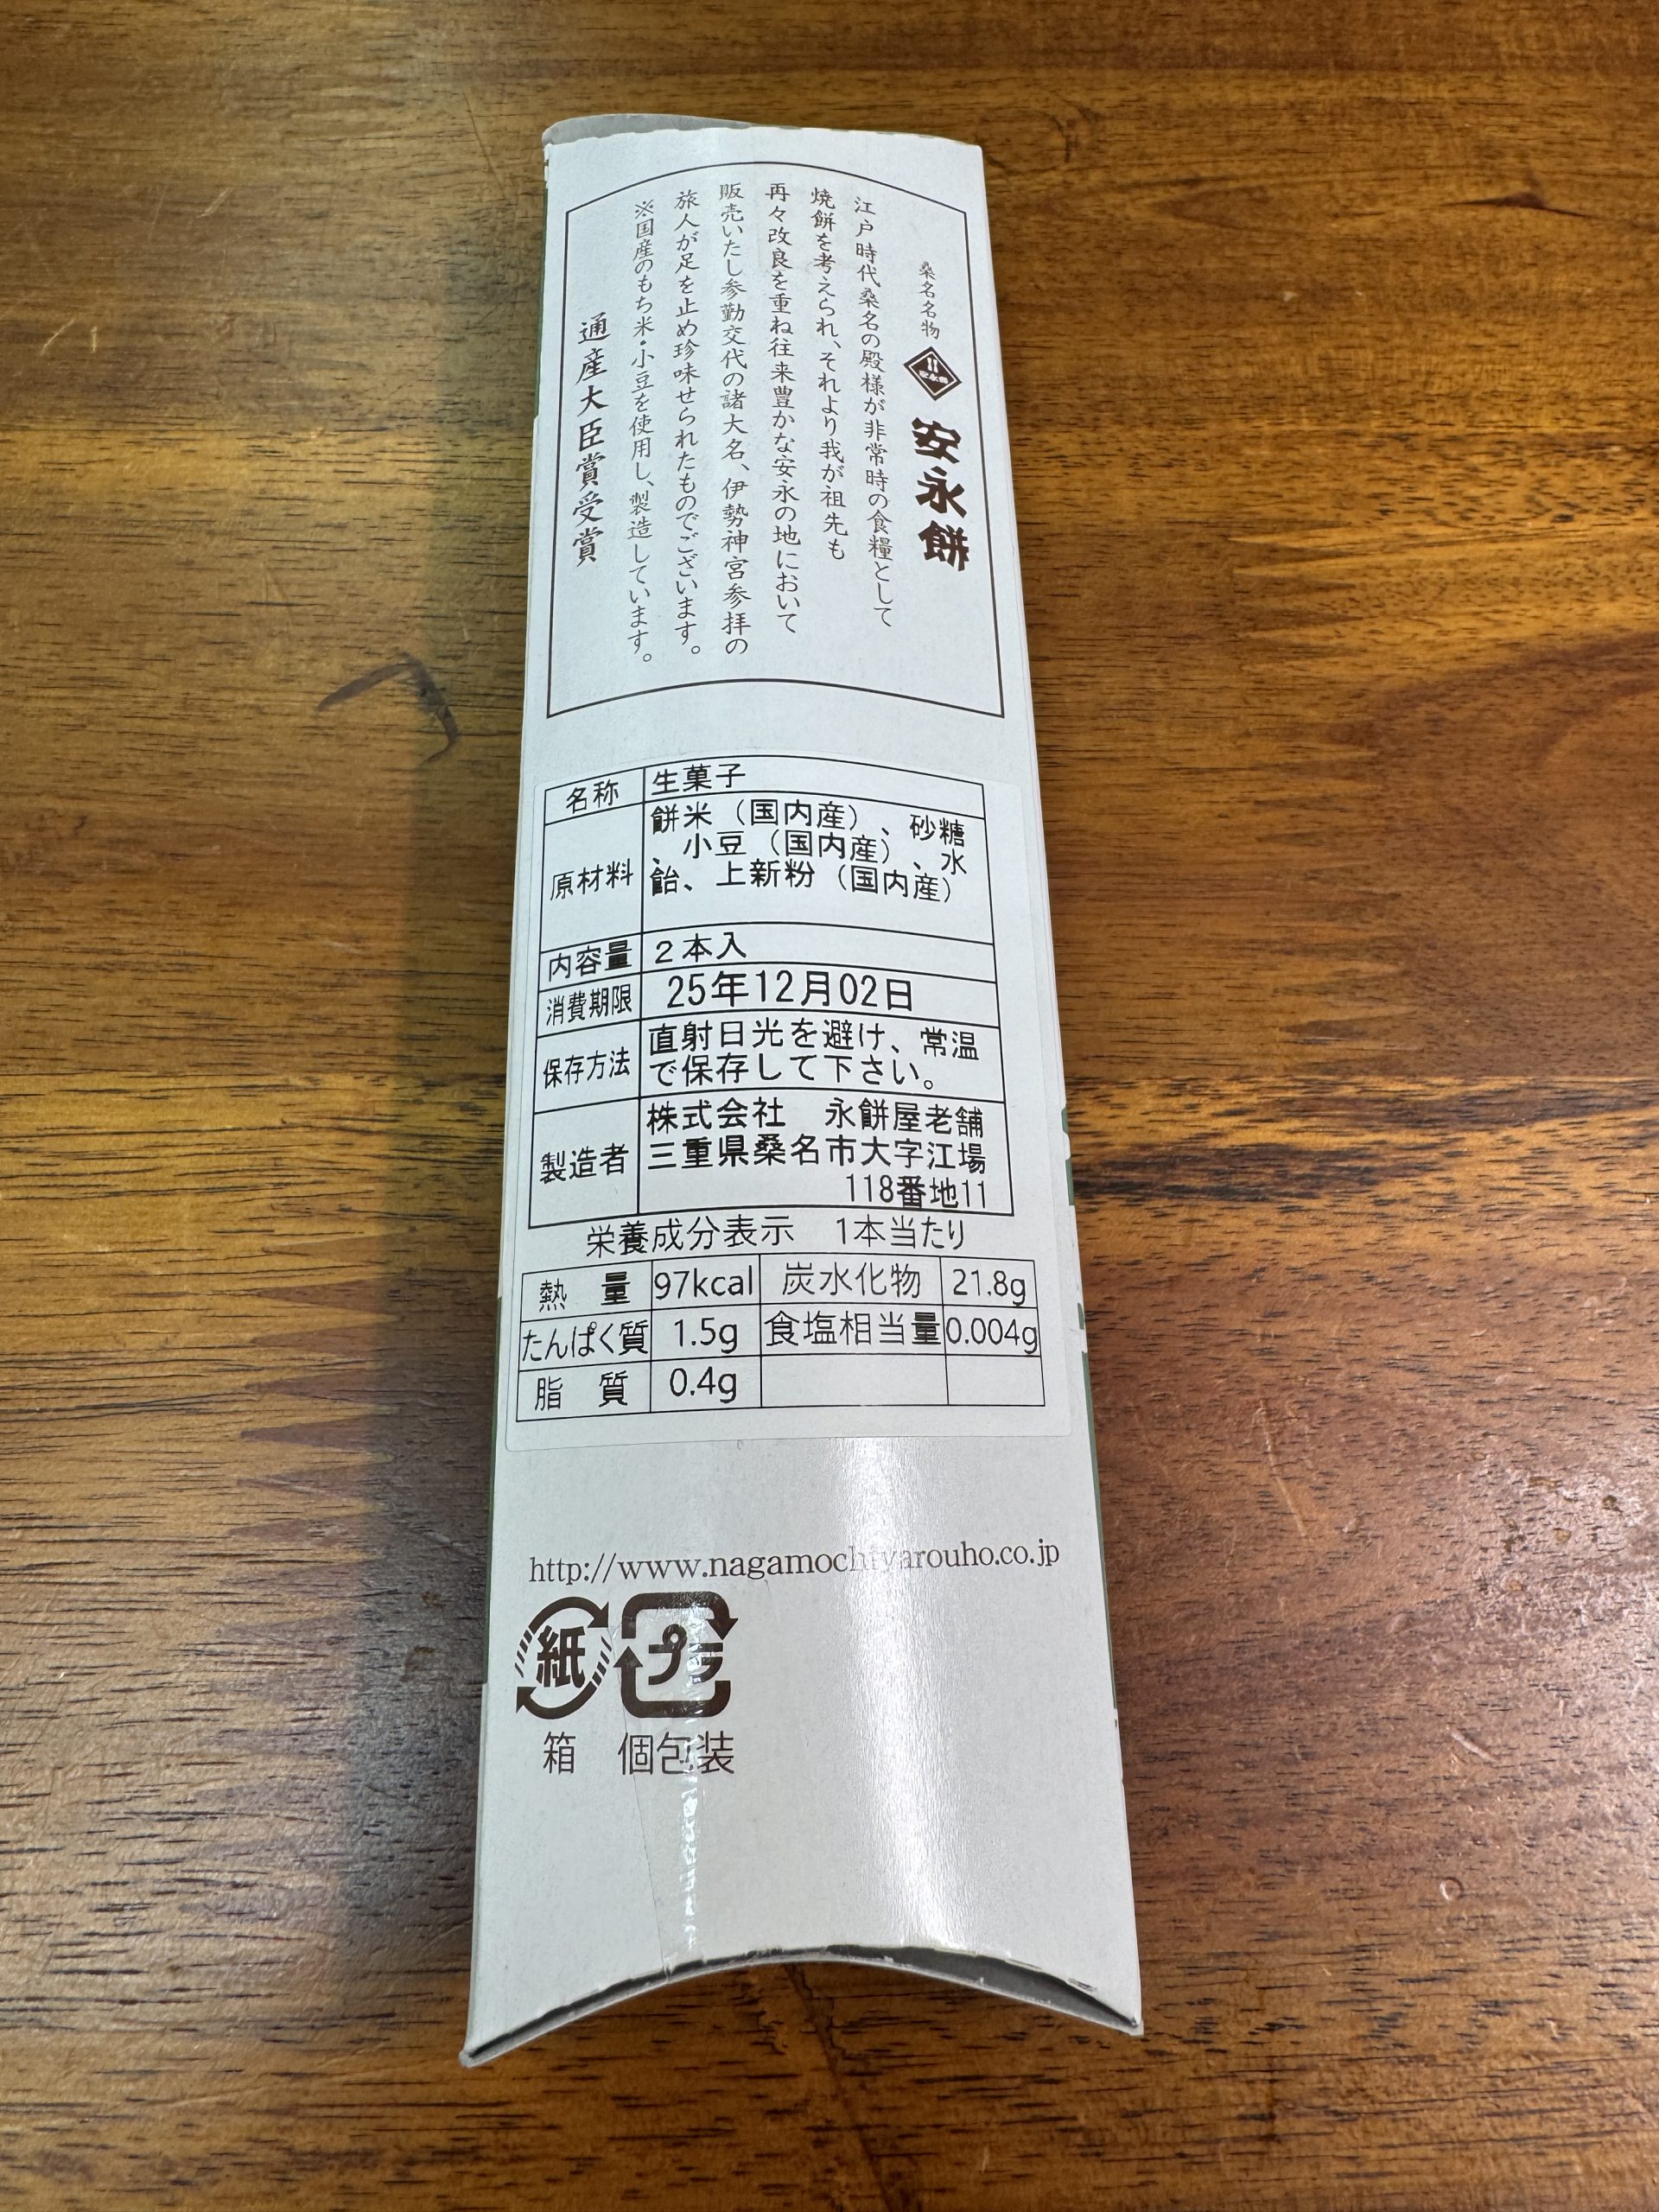 桑名名物 安永餅
江戸時代桑名の殿様が非常時の食糧として
焼餅を考えられ、それより我が祖先も
再々改良を重ね往来豊かな安永の地において
販売いたし参勤交代の諸大名、伊勢神宮参拝の
旅人が足を止め珍味せられたものでございます。
※国産のもち米・小豆を使用し、製造しています。
通産大臣賞受賞
名称 生菓子
原材料 餅米(国内産)、砂糖
、小豆(国内産)、水
飴、上新粉(国内産)
内容量 2本入
消費期限 25年12月02日
保存方法 直射日光を避け、常温
で保存して下さい。
製造者 株式会社 永餅屋老舗
三重県桑名市大字江場
118番地11
栄養成分表示 1本当たり
熱 量 97kcal 炭水化物 21.8g
たんぱく質 1.5g 食塩相当量 0.004g
脂 質 0.4g
http://www.nagamochiyarouho.co.jp
紙 プラ
箱 個包装